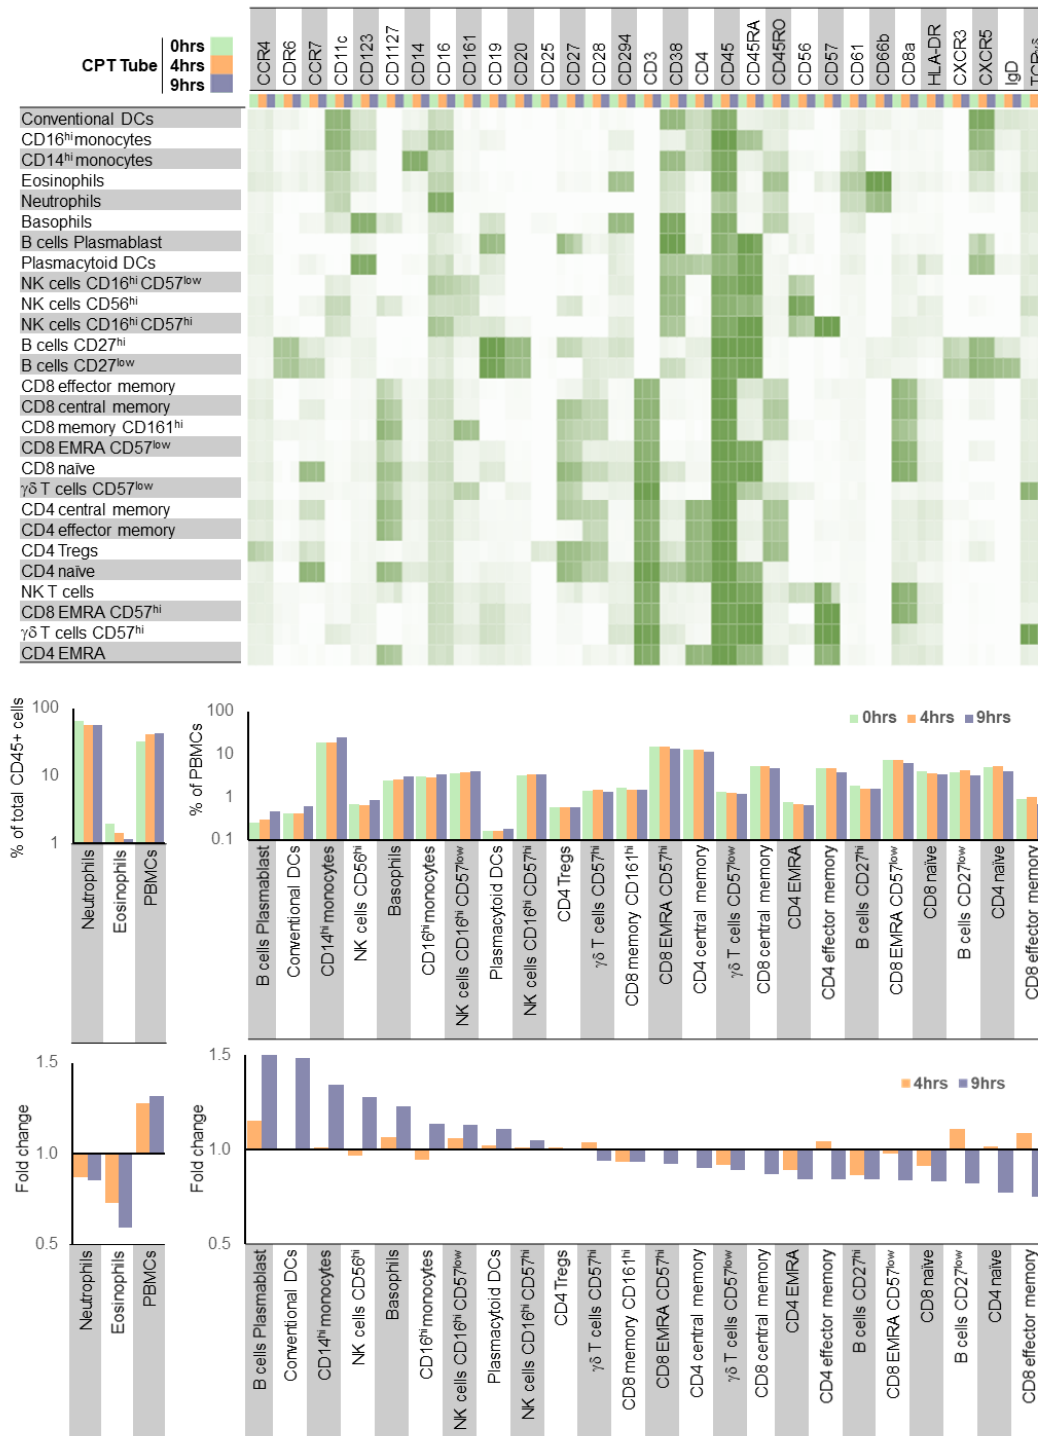 CCR4 CDR6 CCR7 CD11c CD123 CD1127 CD14 CD16 CD161 CD19 CD20 CD25 CD27 CD28 CD294 CD3 CD38 CD4 CD45 CD45RA CD45RO CD56 CD57 CD61 CD66b CD8a HLA-DR CXCR3 CXCR5 IgD
0hrs
CPT Tube 4hrs
9hrs
Conventional DCs
CD16hi monocytes
CD14hi monocytes
Eosinophils
Neutrophils
Basophils
B cells Plasmablast
Plasmacytoid DCs
NK cells CD16hi CD57low
NK cells CD56hi
NK cells CD16hi CD57hi
B cells CD27hi
B cells CD27low
CD8 effector memory
CD8 central memory
CD8 memory CD161hi
CD8 EMRA CD57low
CD8 naïve
γδ T cells CD57low
CD4 central memory
CD4 effector memory
CD4 Tregs
CD4 naïve
NK T cells
CD8 EMRA CD57hi
γδ T cells CD57hi
CD4 EMRA
% of total CD45+ cells
100
10
1
Neutrophils
Eosinophils
PBMCs
% of PBMCs
100
10
1
0.1
0hrs 4hrs 9hrs
B cells Plasmablast
Conventional DCs
CD14hi monocytes
NK cells CD56hi
Basophils
CD16hi monocytes
NK cells CD16hi CD57low
Plasmacytoid DCs
NK cells CD16hi CD57hi
CD4 Tregs
γδ T cells CD57hi
CD8 memory CD161hi
CD8 EMRA CD57hi
CD4 central memory
γδ T cells CD57low
CD8 central memory
CD4 EMRA
CD4 effector memory
B cells CD27hi
CD8 EMRA CD57low
CD8 naïve
B cells CD27low
CD4 naïve
CD8 effector memory
Fold change
1.5
1.0
0.5
Neutrophils
Eosinophils
PBMCs
Fold change
1.5
1.0
0.5
4hrs 9hrs
B cells Plasmablast
Conventional DCs
CD14hi monocytes
NK cells CD56hi
Basophils
CD16hi monocytes
NK cells CD16hi CD57low
Plasmacytoid DCs
NK cells CD16hi CD57hi
CD4 Tregs
γδ T cells CD57hi
CD8 memory CD161hi
CD8 EMRA CD57hi
CD4 central memory
γδ T cells CD57low
CD8 central memory
CD4 EMRA
CD4 effector memory
B cells CD27hi
CD8 EMRA CD57low
CD8 naïve
B cells CD27low
CD4 naïve
CD8 effector memory